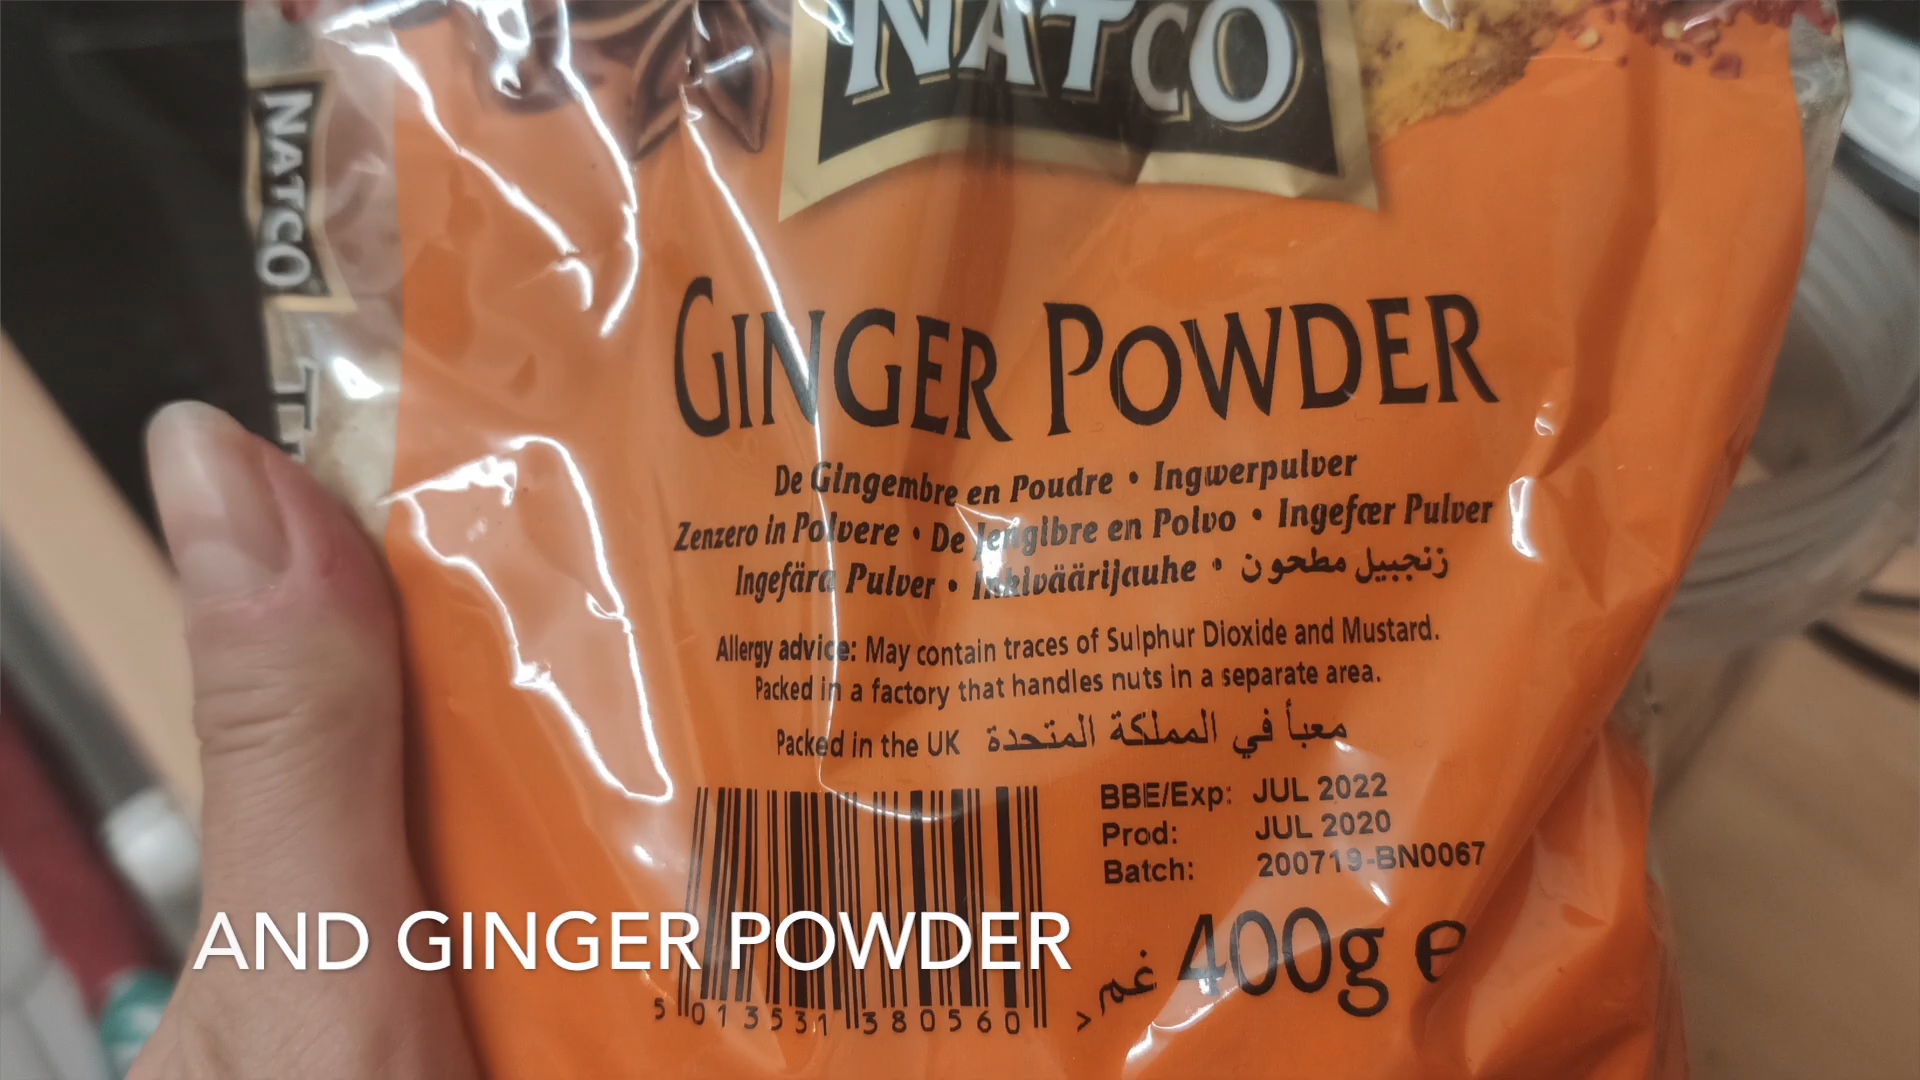 NATCO
NATCO
GINGER POWDER
De Gingembre en Poudre • Ingwerpulver
Zenzero in Polvere • De Jengibre en Polvo • Ingefær Pulver
Ingefära Pulver • Inkiväärijauhe • زنجبيل مطحون
Allergy advice: May contain traces of Sulphur Dioxide and Mustard.
Packed in a factory that handles nuts in a separate area.
Packed in the UK معبأ في المملكة المتحدة
BBE/Exp: JUL 2022
Prod: JUL 2020
Batch: 200719-BN0067
AND GINGER POWDER
غم 400g e
5 013531 380560 >